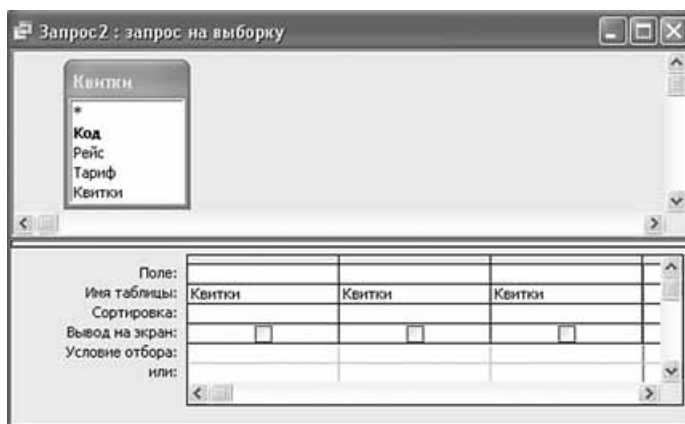 Запрос2 : запрос на выборку
Квитки
*
Код
Рейс
Тариф
Квитки
Поле:
Имя таблицы: Квитки Квитки Квитки
Сортировка:
Вывод на экран:
Условие отбора:
или: